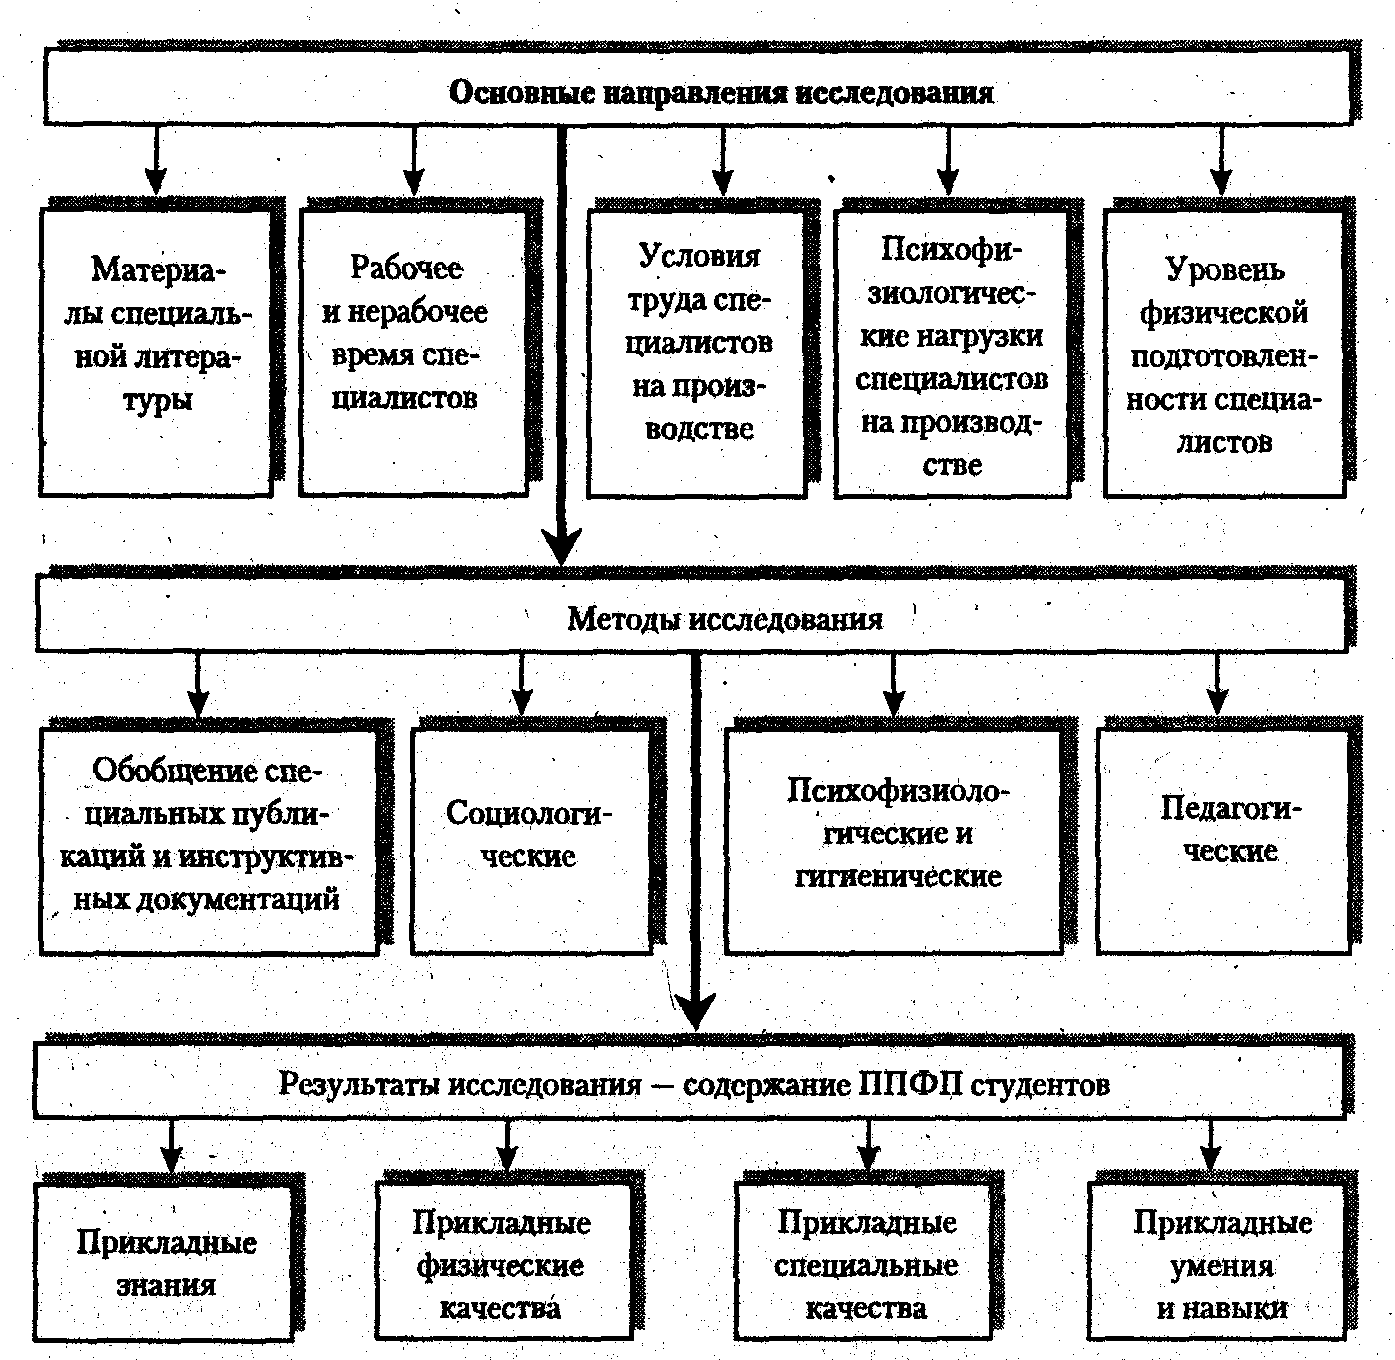 Основные направления исследования
Материа-
лы специаль-
ной литера-
туры
Рабочее
и нерабочее
время спе-
циалистов
Условия
труда спе-
циалистов
на произ-
водстве
Психофи-
зиологичес-
кие нагрузки
специалистов
на производ-
стве
Уровень
физической
подготовлен-
ности специа-
листов
Методы исследования
Обобщение спе-
циальных публи-
каций и инструктив-
ных документаций
Социологи-
ческие
Психофизиоло-
гические и
гигиенические
Педагоги-
ческие
Результаты исследования — содержание ППФП студентов
Прикладные
знания
Прикладные
физические
качества
Прикладные
специальные
качества
Прикладные
умения
и навыки